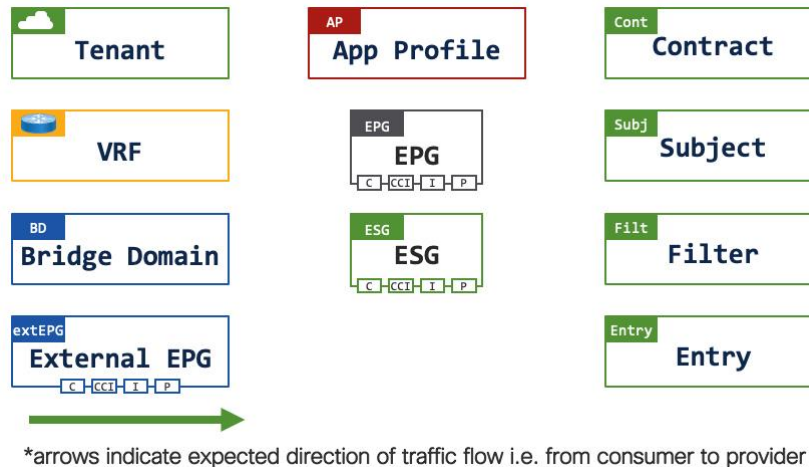 Tenant
VRF
BD
Bridge Domain
extEPG
External EPG
C CCI I P
AP
App Profile
EPG
EPG
C CCI I P
ESG
ESG
C CCI I P
Cont
Contract
Subj
Subject
Filt
Filter
Entry
Entry
*arrows indicate expected direction of traffic flow i.e. from consumer to provider